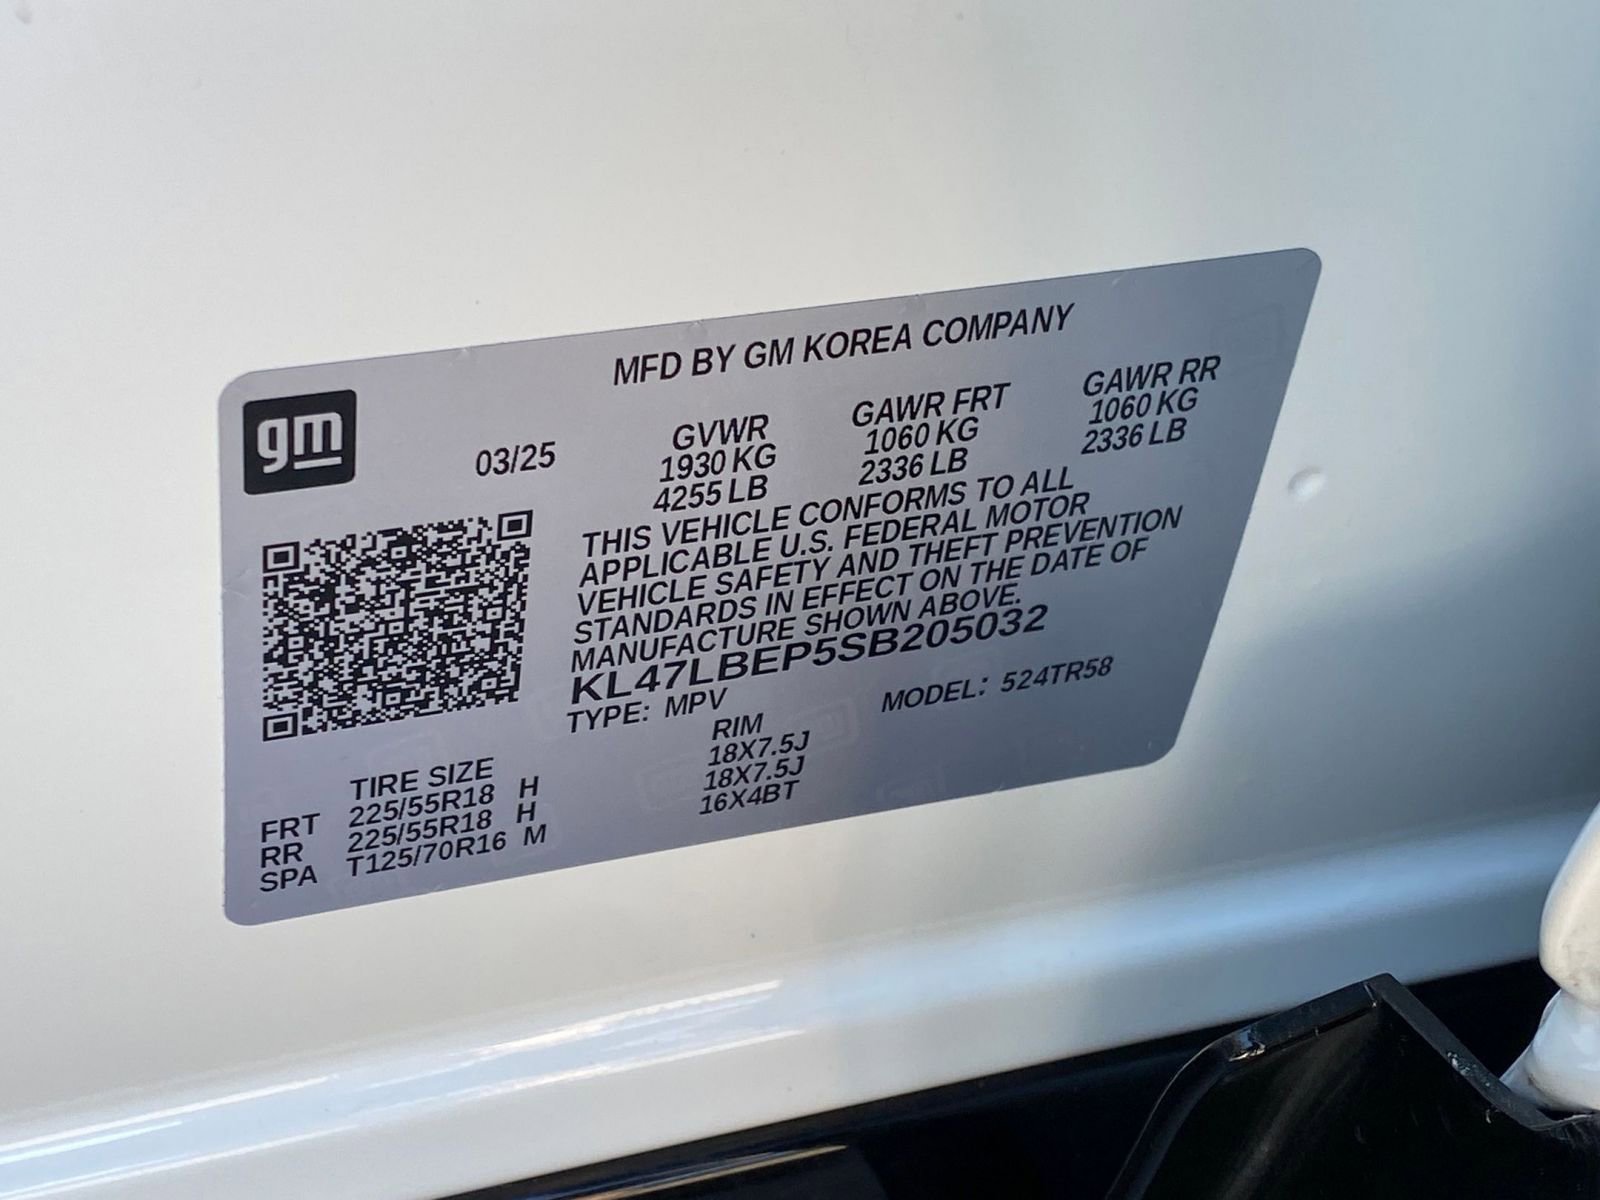 MFD BY GM KOREA COMPANY
gm
03/25
GVWR
1930 KG
4255 LB
GAWR FRT
1060 KG
2336 LB
GAWR RR
1060 KG
2336 LB
THIS VEHICLE CONFORMS TO ALL
APPLICABLE U.S. FEDERAL MOTOR
VEHICLE SAFETY AND THEFT PREVENTION
STANDARDS IN EFFECT ON THE DATE OF
MANUFACTURE SHOWN ABOVE.
KL47LBEP5SB205032
TYPE: MPV MODEL: 524TR58
TIRE SIZE RIM
FRT 225/55R18 H 18X7.5J
RR 225/55R18 H 18X7.5J
SPA T125/70R16 M 16X4BT